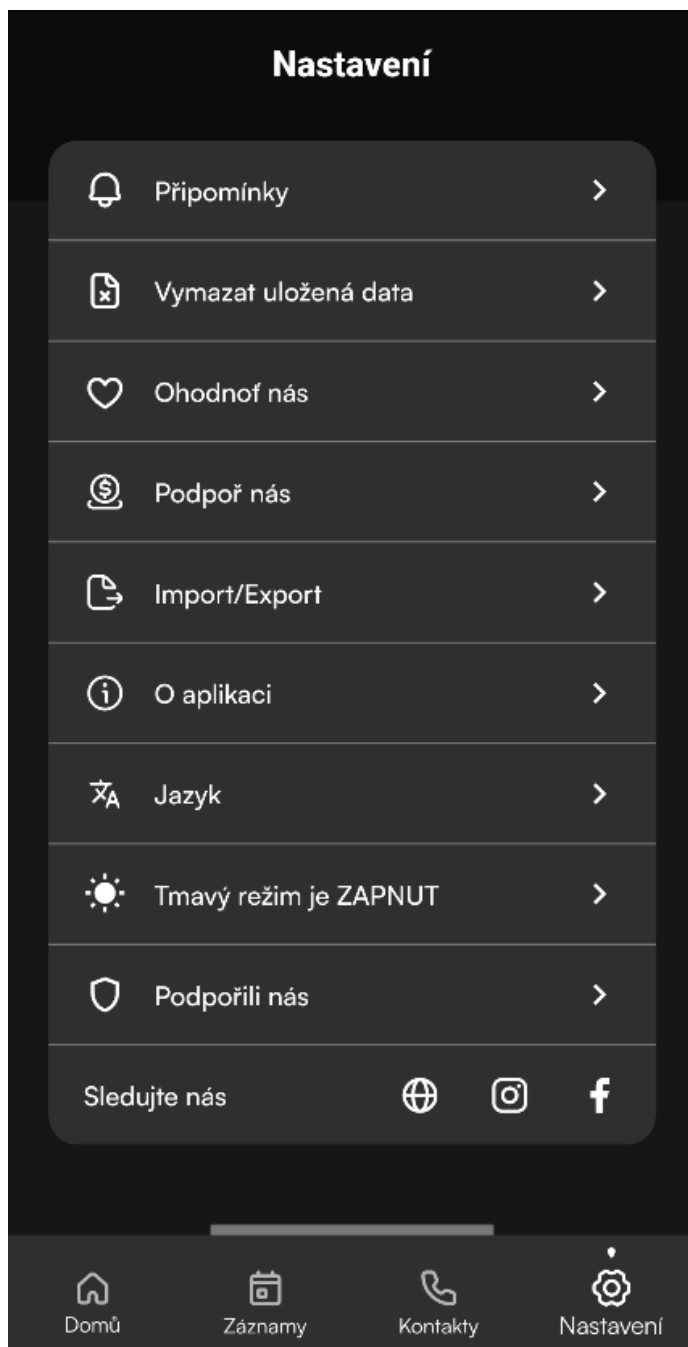 Nastavení
Připomínky
Vymazat uložená data
Ohodnoť nás
Podpoř nás
Import/Export
O aplikaci
Jazyk
Tmavý režim je ZAPNUT
Podpořili nás
Sledujte nás
Domů
Záznamy
Kontakty
Nastavení